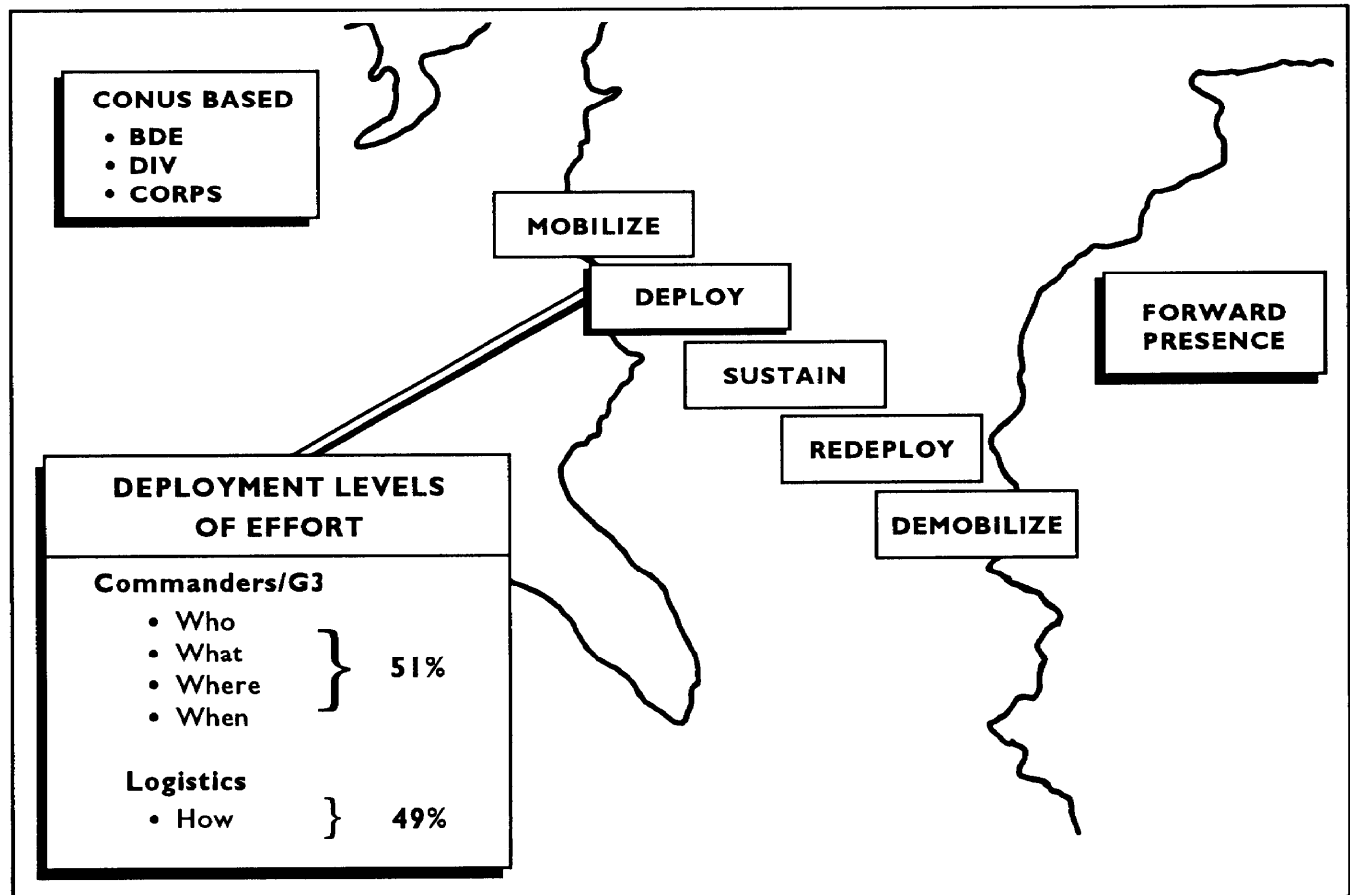 CONUS BASED
• BDE
• DIV
• CORPS
MOBILIZE
DEPLOY
SUSTAIN
REDEPLOY
DEMOBILIZE
FORWARD
PRESENCE
DEPLOYMENT LEVELS
OF EFFORT
Commanders/G3
• Who
• What
• Where
• When
} 51%
Logistics
• How } 49%